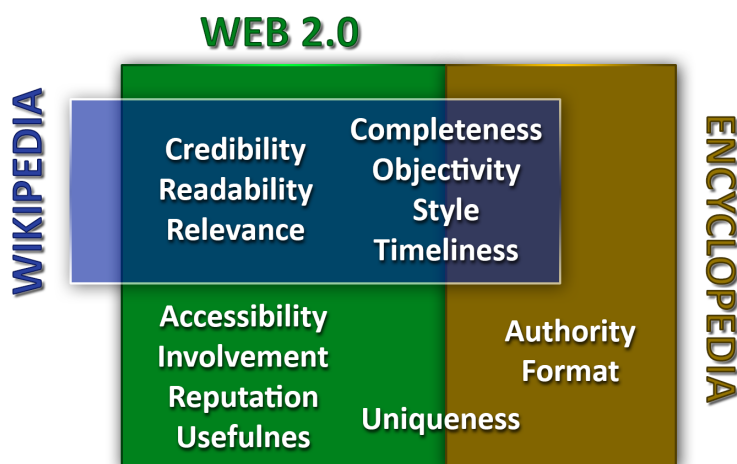 WEB 2.0
WIKIPEDIA
ENCYCLOPEDIA
Credibility
Readability
Relevance
Completeness
Objectivity
Style
Timeliness
Accessibility
Involvement
Reputation
Usefulnes
Uniqueness
Authority
Format